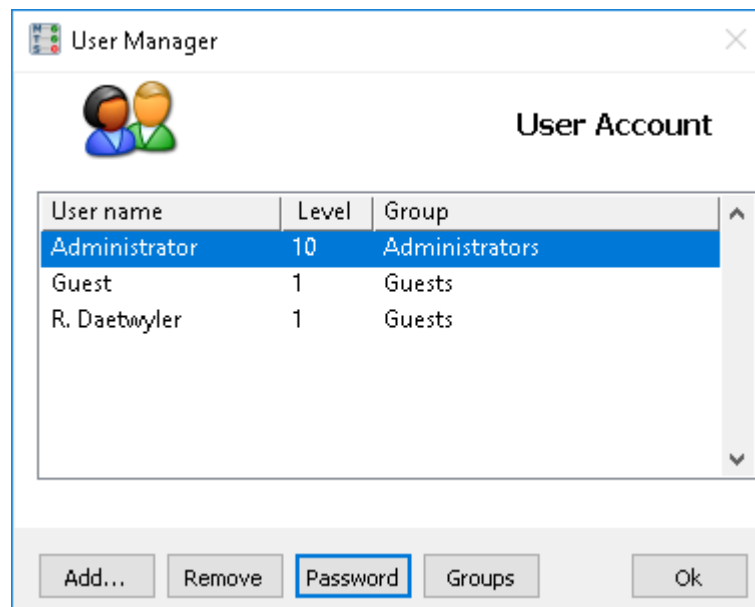 NTS
User Manager
User Account
User name Level Group
Administrator 10 Administrators
Guest 1 Guests
R. Daetwyler 1 Guests
Add... Remove Password Groups Ok